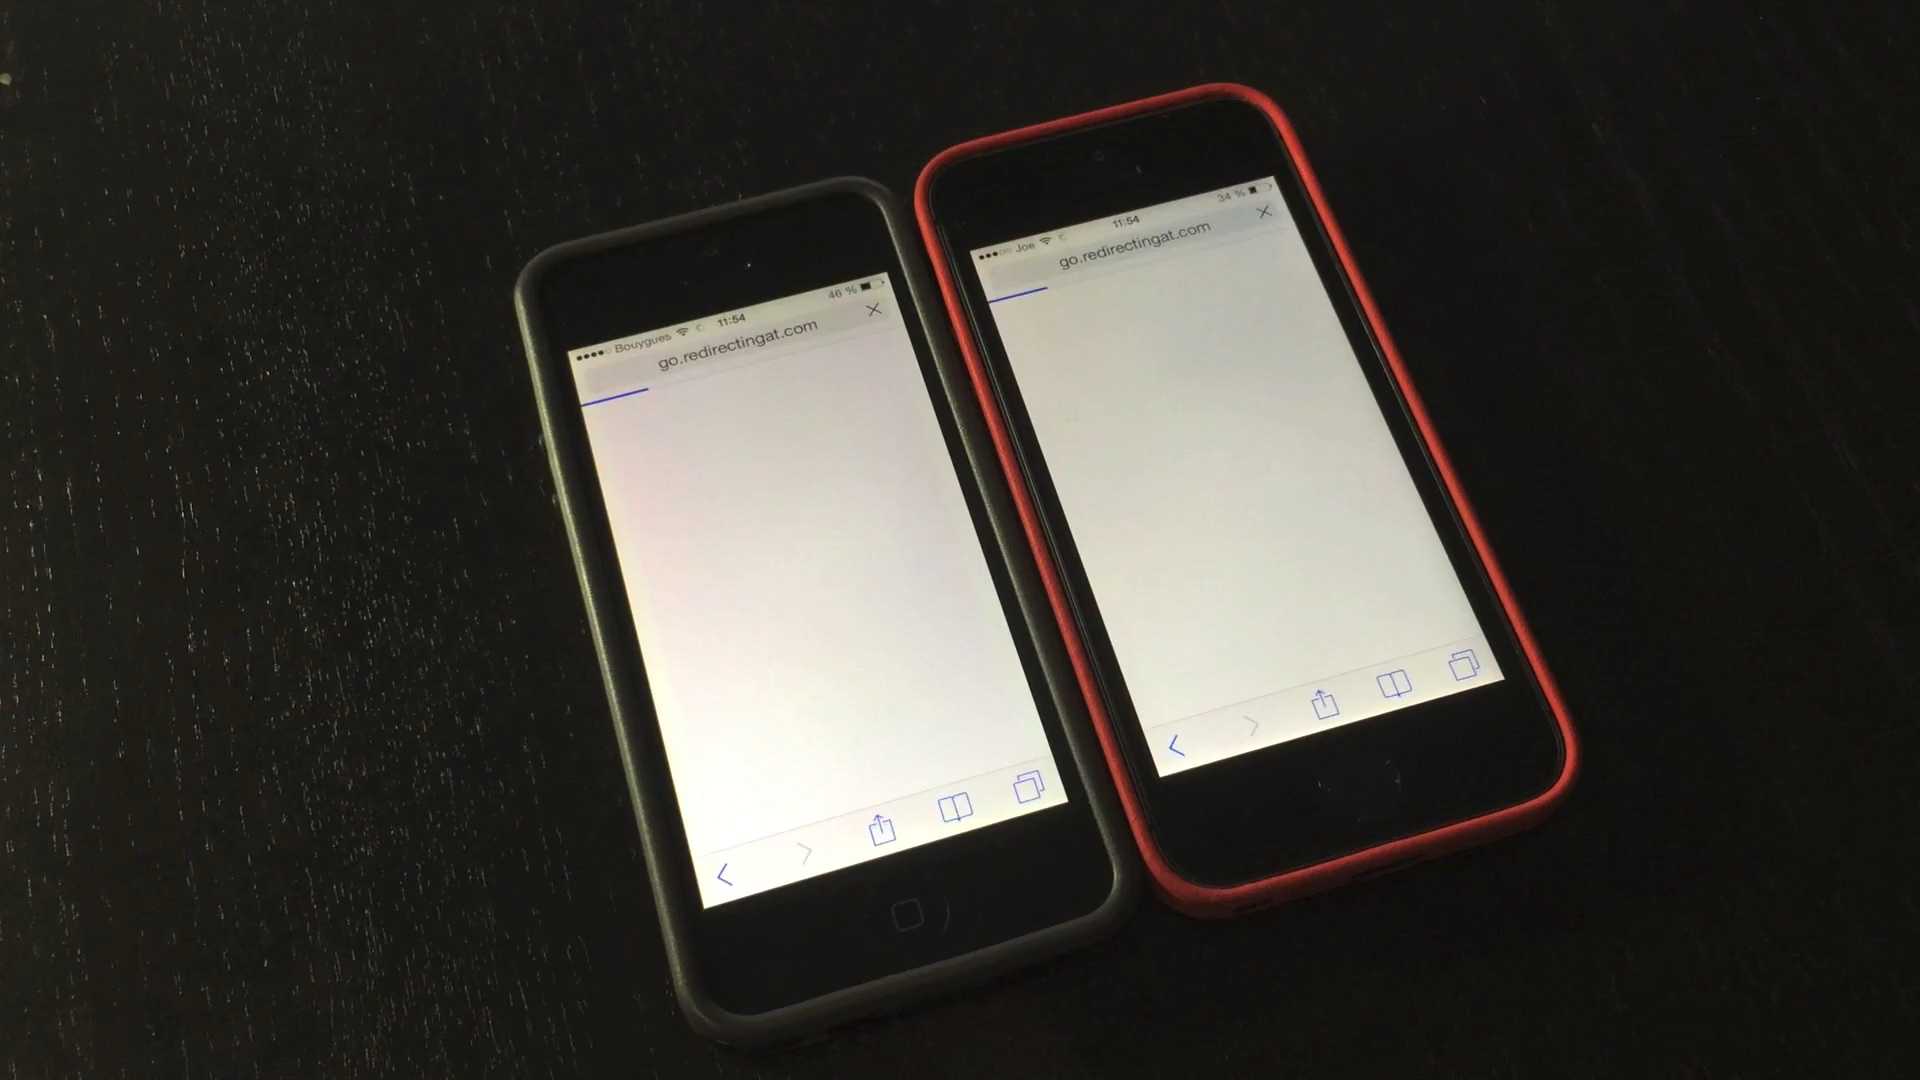 46 %
Bouygues 11:54
go.redirectingat.com
34 %
Joe 11:54
go.redirectingat.com